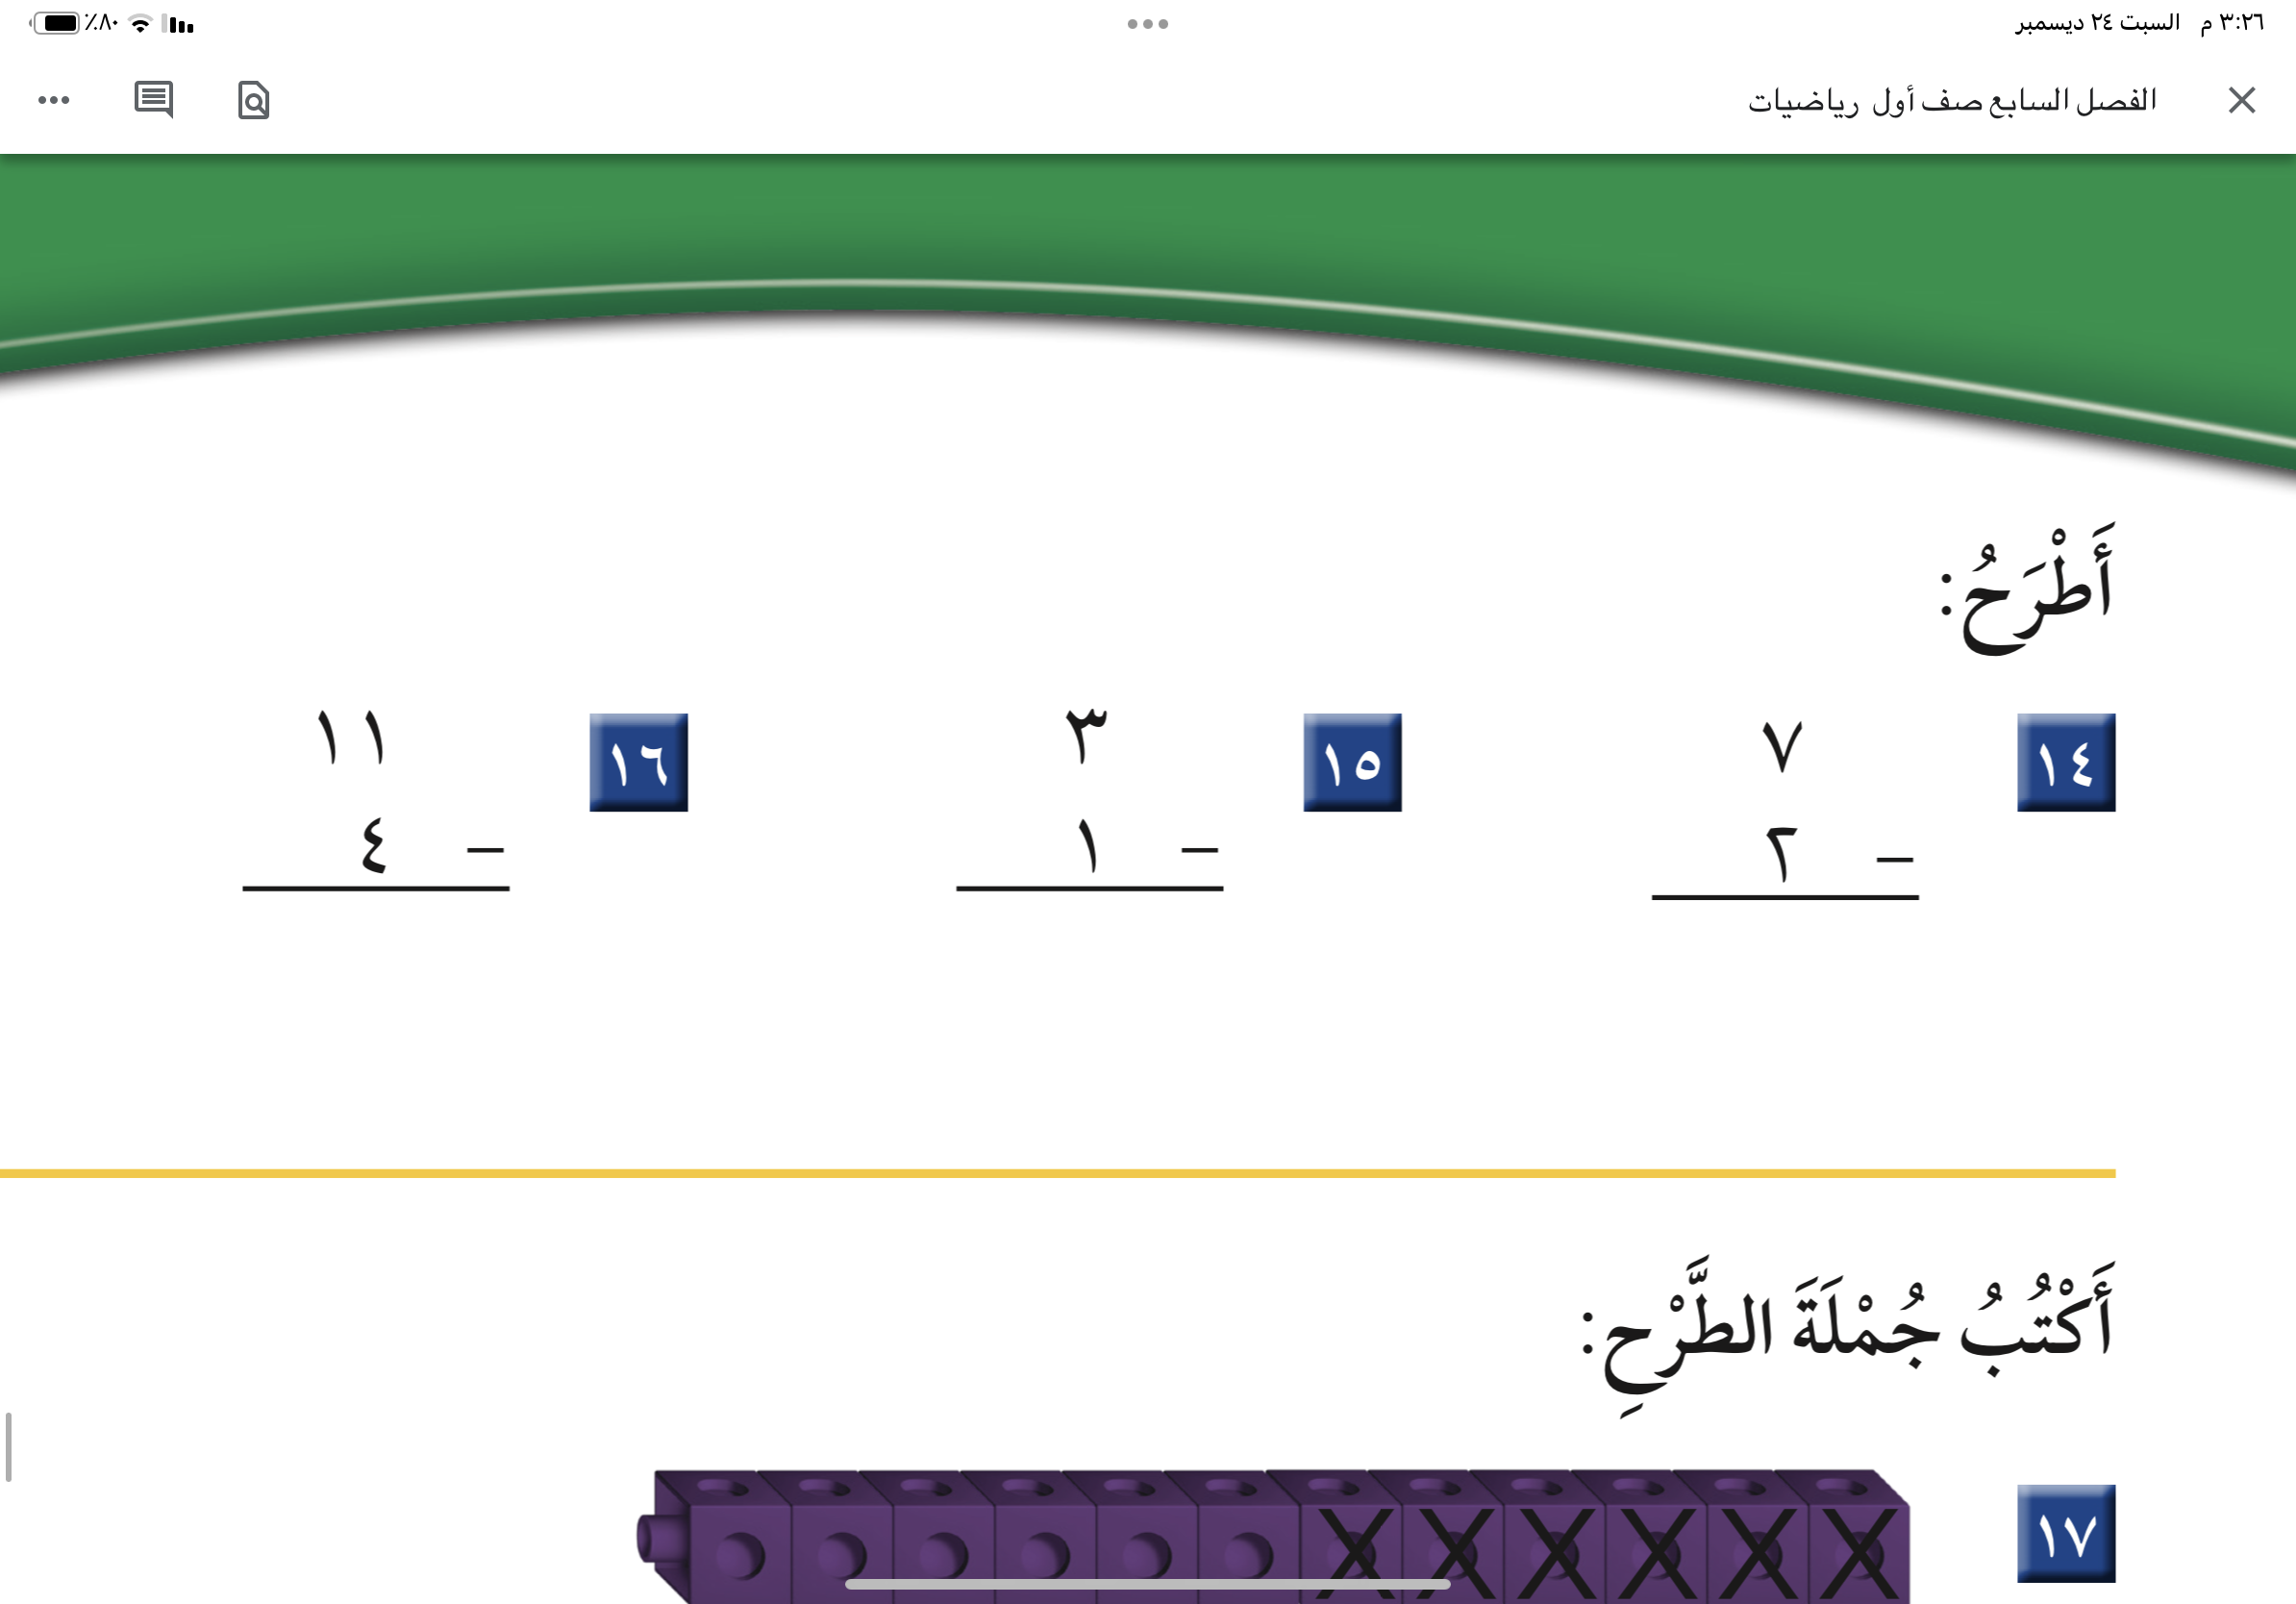 ٣:٢٦ م السبت ٢٤ ديسمبر
٪٨٠
الفصل السابع صف أول رياضيات
أَطْرَحُ:
١٤
٧
− ٢
١٥
٣
− ١
١٦
١١
− ٤
أَكْتُبُ جُمْلَةَ الطَّرْحِ:
١٧
X X X X X X